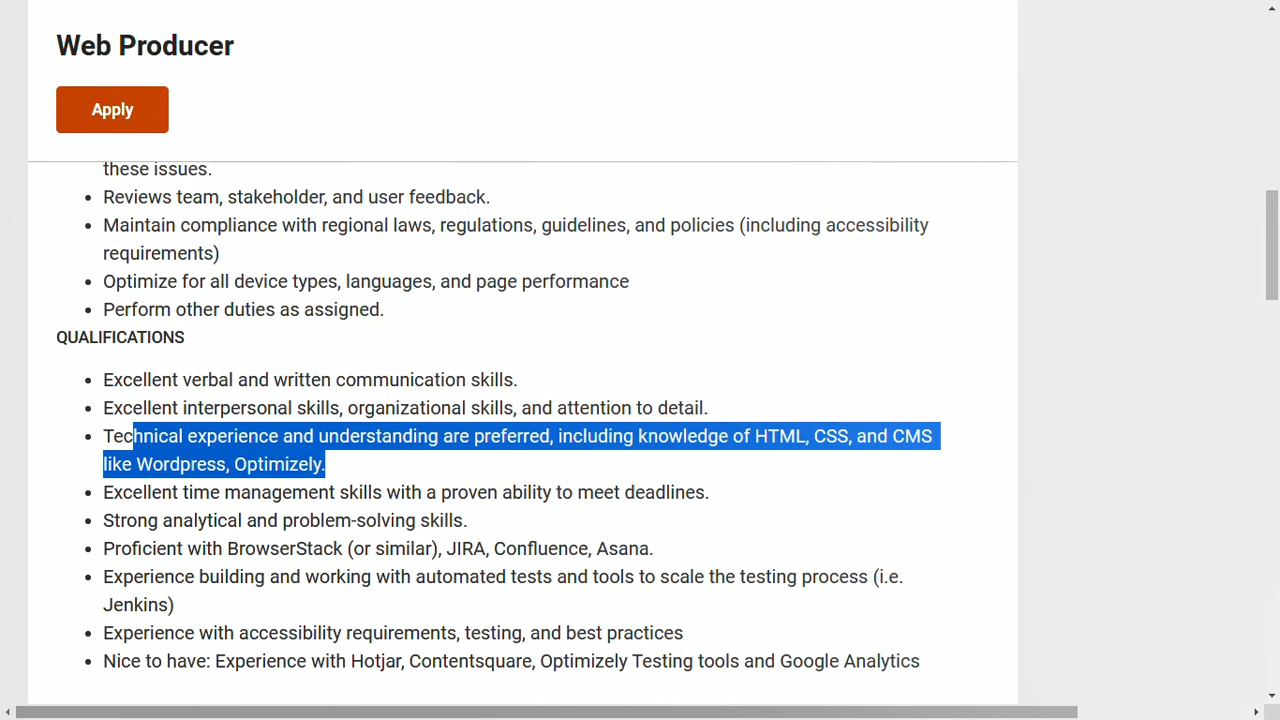 Web Producer
Apply
these issues.
Reviews team, stakeholder, and user feedback.
Maintain compliance with regional laws, regulations, guidelines, and policies (including accessibility
requirements)
Optimize for all device types, languages, and page performance
Perform other duties as assigned.
QUALIFICATIONS
Excellent verbal and written communication skills.
Excellent interpersonal skills, organizational skills, and attention to detail.
Technical experience and understanding are preferred, including knowledge of HTML, CSS, and CMS
like Wordpress, Optimizely.
Excellent time management skills with a proven ability to meet deadlines.
Strong analytical and problem-solving skills.
Proficient with BrowserStack (or similar), JIRA, Confluence, Asana.
Experience building and working with automated tests and tools to scale the testing process (i.e.
Jenkins)
Experience with accessibility requirements, testing, and best practices
Nice to have: Experience with Hotjar, Contentsquare, Optimizely Testing tools and Google Analytics